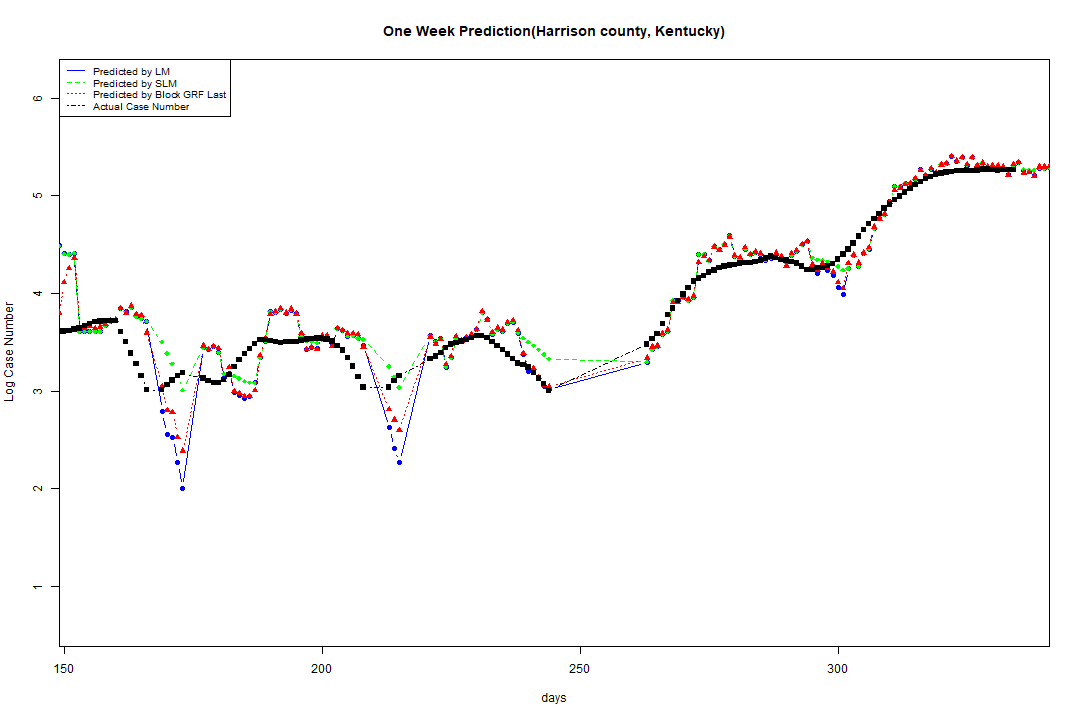 One Week Prediction(Harrison county, Kentucky)
Predicted by LM
Predicted by SLM
Predicted by Block GRF Last
Actual Case Number
6
5
4
3
2
1
Log Case Number
150 200 250 300
days